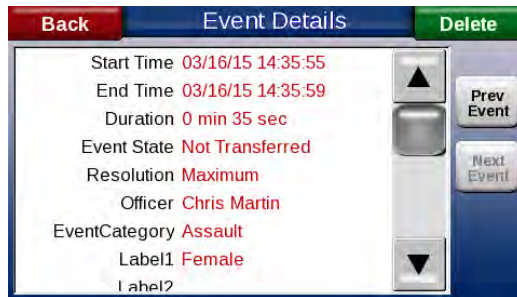 Back Event Details Delete
Start Time 03/16/15 14:35:55
End Time 03/16/15 14:35:59
Duration 0 min 35 sec
Event State Not Transferred
Resolution Maximum
Officer Chris Martin
EventCategory Assault
Label1 Female
Label2
Prev
Event
Next
Event